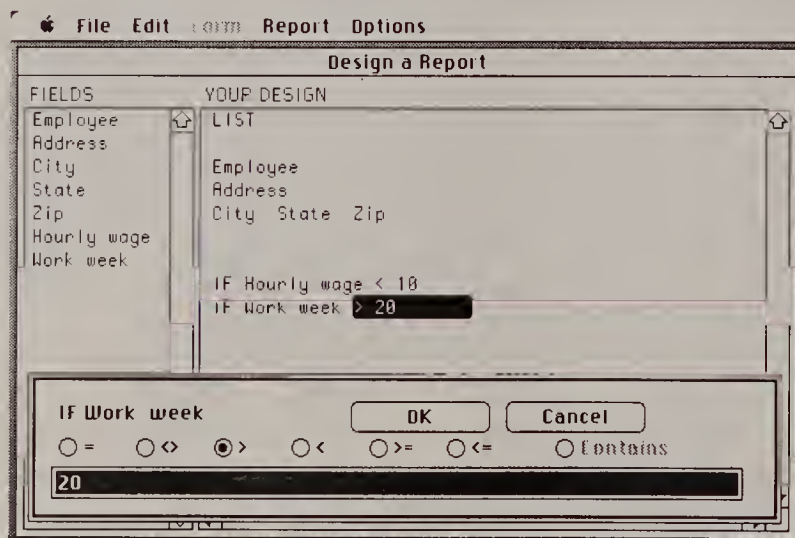 File Edit Form Report Options
Design a Report
FIELDS
YOUR DESIGN
Employee
Address
City
State
Zip
Hourly wage
Work week
LIST
Employee
Address
City State Zip
IF Hourly wage < 10
IF Work week > 20
IF Work week
OK
Cancel
= <> > < >= <= Contains
20